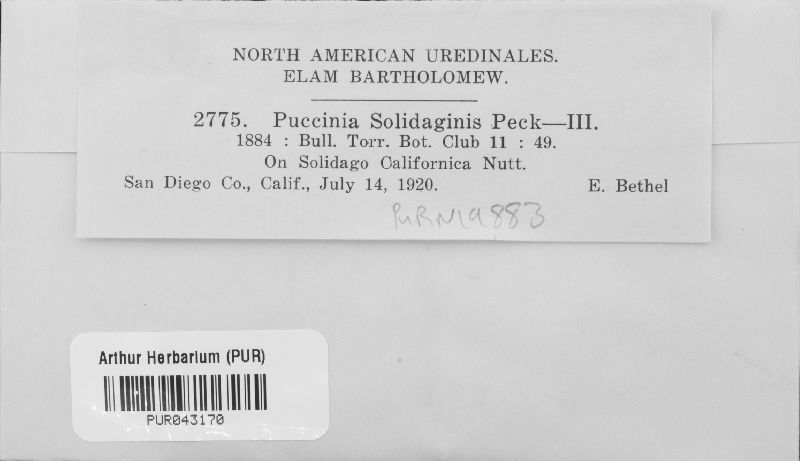 NORTH AMERICAN UREDINALES.
ELAM BARTHOLOMEW.
2775. Puccinia Solidaginis Peck—III.
1884 : Bull. Torr. Bot. Club 11 : 49.
On Solidago Californica Nutt.
San Diego Co., Calif., July 14, 1920. E. Bethel
PURN19883
Arthur Herbarium (PUR)
PUR043170